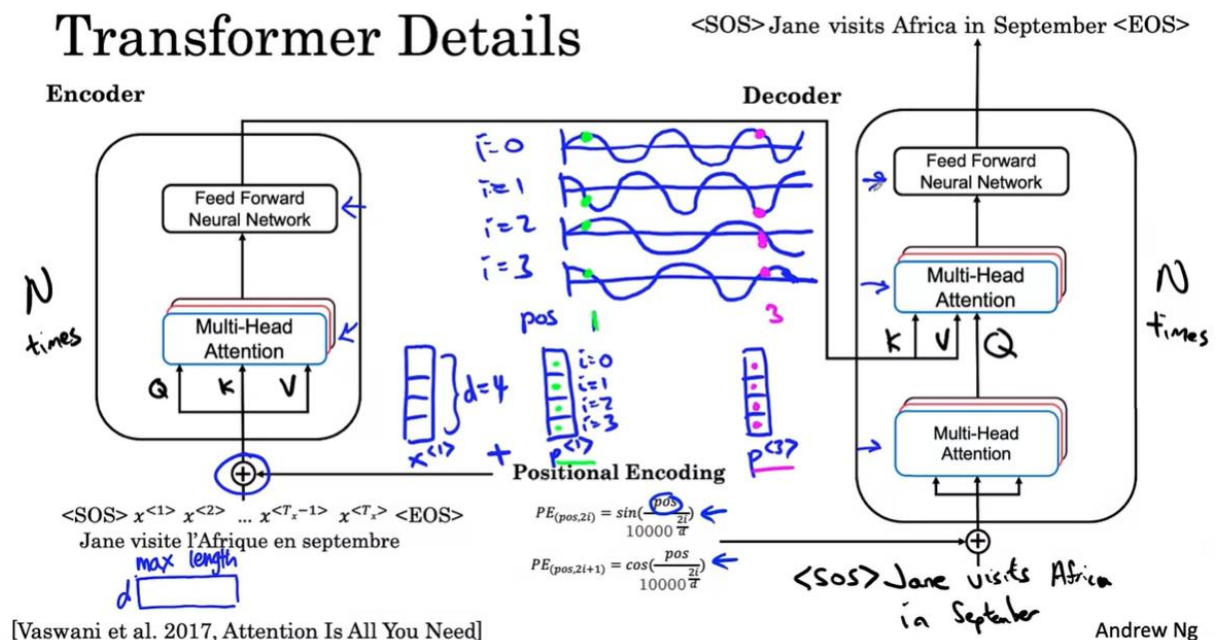 Transformer Details
<SOS> Jane visits Africa in September <EOS>
Encoder
Decoder
Feed Forward
Neural Network
Multi-Head
Attention
Q K V
N
times
<SOS> x<1> x<2> ... x<Tx-1> x<Tx> <EOS>
Jane visite l'Afrique en septembre
max length
d
i=0
i=1
i=2
i=3
pos 1 3
d=4
i=0
i=1
i=2
i=3
x<1> + p<1> p<3>
Positional Encoding
PE(pos,2i) = sin(pos/10000^(2i/d))
PE(pos,2i+1) = cos(pos/10000^(2i/d))
Feed Forward
Neural Network
Multi-Head
Attention
K V Q
N
times
Multi-Head
Attention
<SOS> Jane visits Africa
in September
[Vaswani et al. 2017, Attention Is All You Need]
Andrew Ng